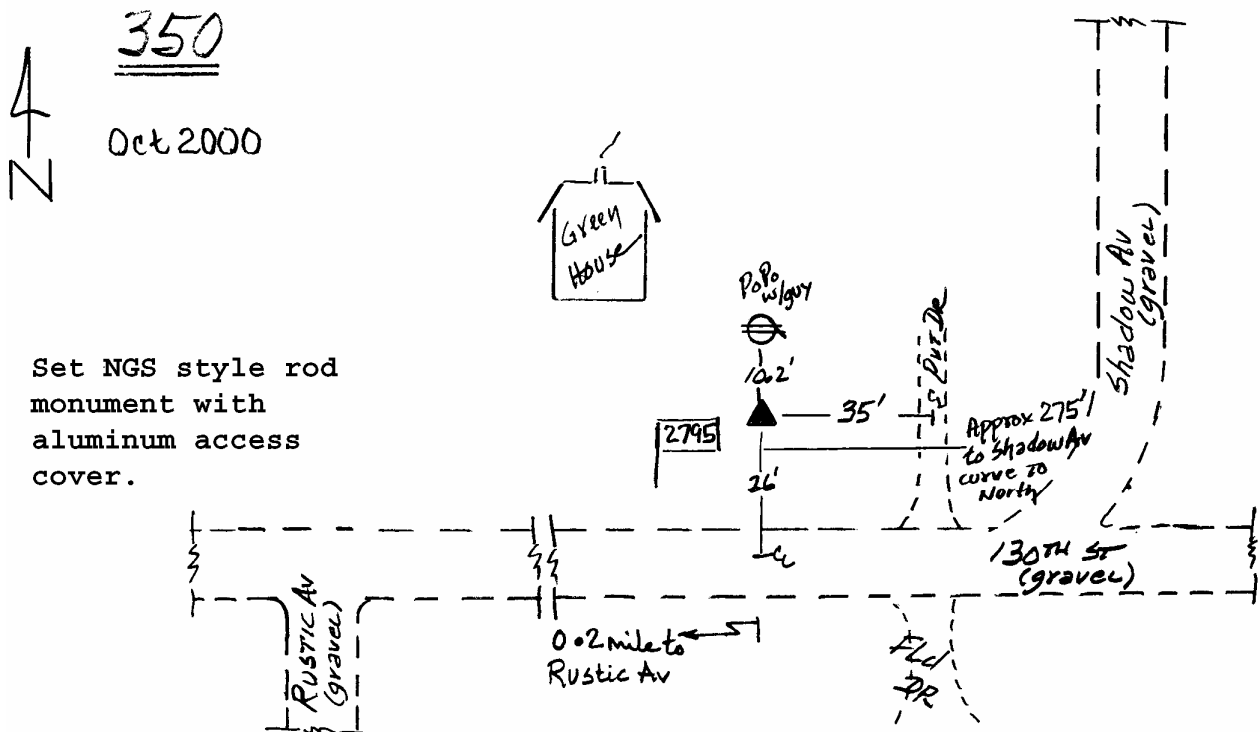 350
Oct 2000
N
Green
House
PoPo
w/guy
10.2'
35'
℄ Pvt DR
2795
26'
Approx 275'
to Shadow Av
curve to
North
Shadow Av
(gravel)
Set NGS style rod
monument with
aluminum access
cover.
℄
130TH ST
(gravel)
RUSTIC AV
(gravel)
0.2 mile to
Rustic Av
FLd
DR